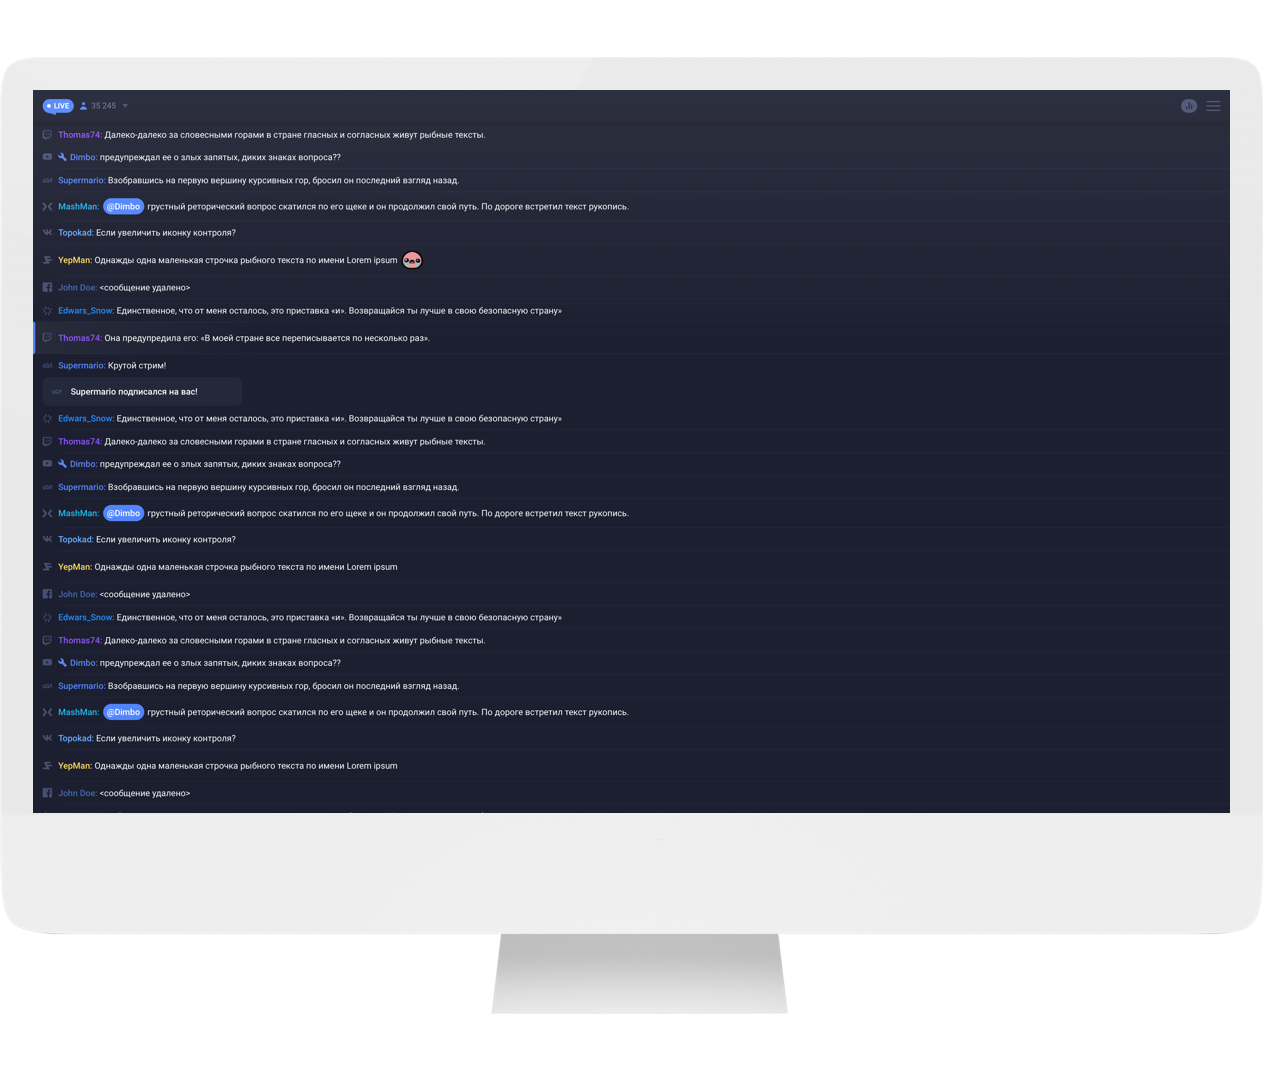 LIVE 35 245
Thomas74: Далеко-далеко за словесными горами в стране гласных и согласных живут рыбные тексты.
Dimbo: предупреждал ее о злых запятых, диких знаках вопроса??
Supermario: Взобравшись на первую вершину курсивных гор, бросил он последний взгляд назад.
MashMan: @Dimbo грустный реторический вопрос скатился по его щеке и он продолжил свой путь. По дороге встретил текст рукопись.
Topokad: Если увеличить иконку контроля?
YepMan: Однажды одна маленькая строчка рыбного текста по имени Lorem ipsum
John Doe: <сообщение удалено>
Edwars_Snow: Единственное, что от меня осталось, это приставка «и». Возвращайся ты лучше в свою безопасную страну»
Thomas74: Она предупредила его: «В моей стране все переписывается по несколько раз».
Supermario: Крутой стрим!
Supermario подписался на вас!
Edwars_Snow: Единственное, что от меня осталось, это приставка «и». Возвращайся ты лучше в свою безопасную страну»
Thomas74: Далеко-далеко за словесными горами в стране гласных и согласных живут рыбные тексты.
Dimbo: предупреждал ее о злых запятых, диких знаках вопроса??
Supermario: Взобравшись на первую вершину курсивных гор, бросил он последний взгляд назад.
MashMan: @Dimbo грустный реторический вопрос скатился по его щеке и он продолжил свой путь. По дороге встретил текст рукопись.
Topokad: Если увеличить иконку контроля?
YepMan: Однажды одна маленькая строчка рыбного текста по имени Lorem ipsum
John Doe: <сообщение удалено>
Edwars_Snow: Единственное, что от меня осталось, это приставка «и». Возвращайся ты лучше в свою безопасную страну»
Thomas74: Далеко-далеко за словесными горами в стране гласных и согласных живут рыбные тексты.
Dimbo: предупреждал ее о злых запятых, диких знаках вопроса??
Supermario: Взобравшись на первую вершину курсивных гор, бросил он последний взгляд назад.
MashMan: @Dimbo грустный реторический вопрос скатился по его щеке и он продолжил свой путь. По дороге встретил текст рукопись.
Topokad: Если увеличить иконку контроля?
YepMan: Однажды одна маленькая строчка рыбного текста по имени Lorem ipsum
John Doe: <сообщение удалено>